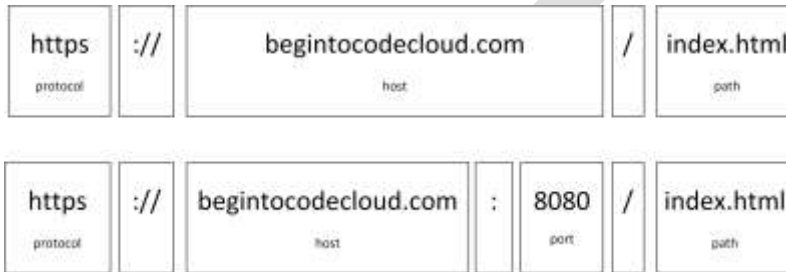 https :// begintocodecloud.com / index.html
protocol host path
https :// begintocodecloud.com : 8080 / index.html
protocol host port path